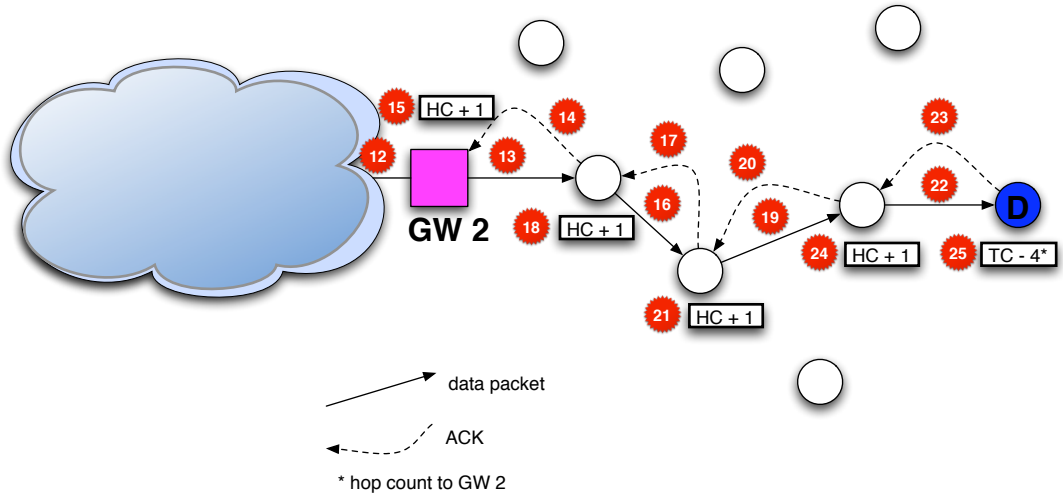 15
HC + 1
14
12
13
17
20
23
GW 2
18
HC + 1
16
19
22
D
21
HC + 1
24
HC + 1
25
TC - 4*
data packet
ACK
* hop count to GW 2